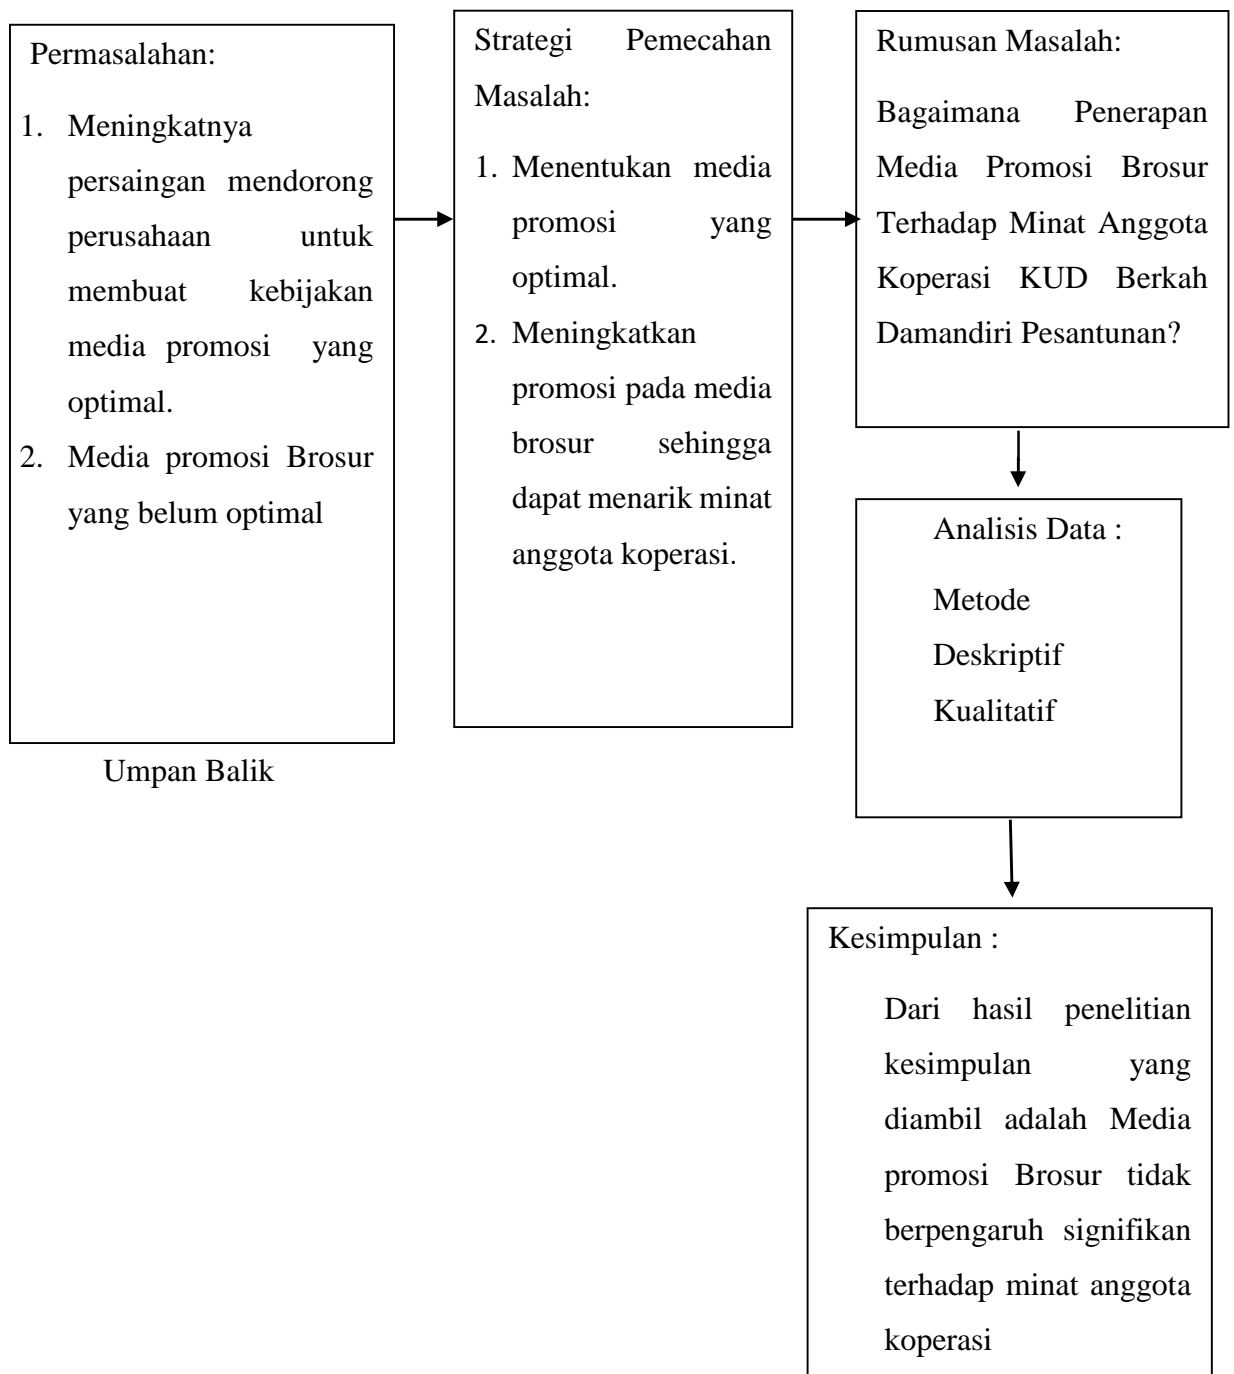 Permasalahan:
1. Meningkatnya
persaingan mendorong
perusahaan untuk
membuat kebijakan
media promosi yang
optimal.
2. Media promosi Brosur
yang belum optimal
Umpan Balik
Strategi Pemecahan
Masalah:
1. Menentukan media
promosi yang
optimal.
2. Meningkatkan
promosi pada media
brosur sehingga
dapat menarik minat
anggota koperasi.
Rumusan Masalah:
Bagaimana Penerapan
Media Promosi Brosur
Terhadap Minat Anggota
Koperasi KUD Berkah
Damandiri Pesantunan?
Analisis Data :
Metode
Deskriptif
Kualitatif
Kesimpulan :
Dari hasil penelitian
kesimpulan yang
diambil adalah Media
promosi Brosur tidak
berpengaruh signifikan
terhadap minat anggota
koperasi